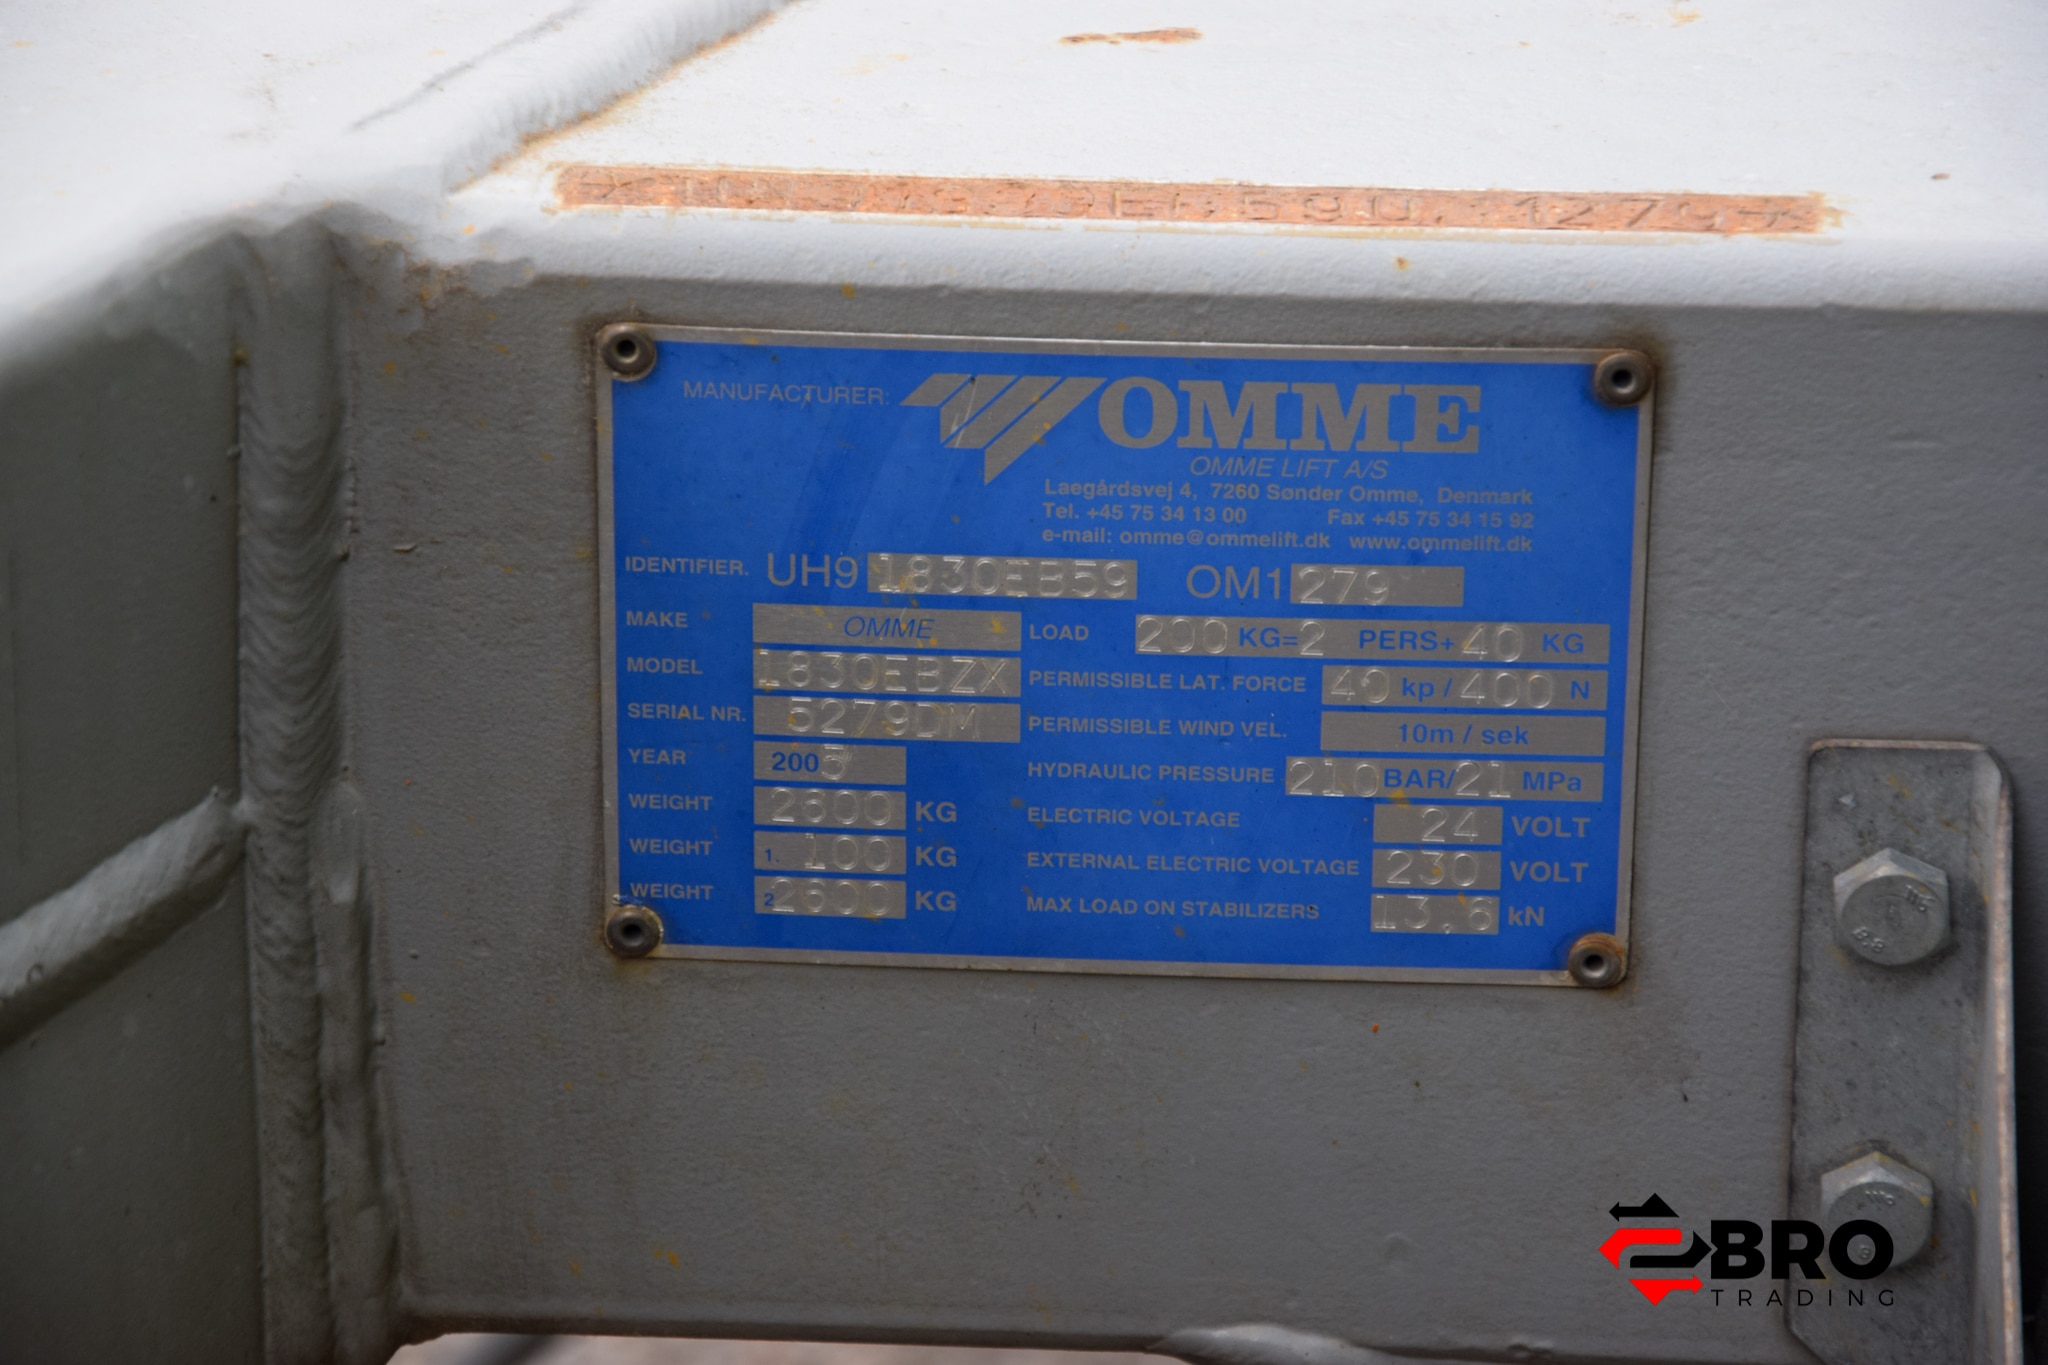 MANUFACTURER: OMME
OMME LIFT A/S
Laegårdsvej 4, 7260 Sønder Omme, Denmark
Tel. +45 75 34 13 00 Fax +45 75 34 15 92
e-mail: omme@ommelift.dk www.ommelift.dk
IDENTIFIER. UH9 1830EB59 OM1 279
MAKE OMME LOAD 200 KG=2 PERS+ 40 KG
MODEL 1830EBZX PERMISSIBLE LAT. FORCE 40 kp / 400 N
SERIAL NR. 5279DM PERMISSIBLE WIND VEL. 10m / sek
YEAR 2003 HYDRAULIC PRESSURE 210 BAR/ 21 MPa
WEIGHT 2600 KG ELECTRIC VOLTAGE 24 VOLT
WEIGHT 1. 100 KG EXTERNAL ELECTRIC VOLTAGE 230 VOLT
WEIGHT 2 2600 KG MAX LOAD ON STABILIZERS 13,6 kN
8.8
2BRO
TRADING